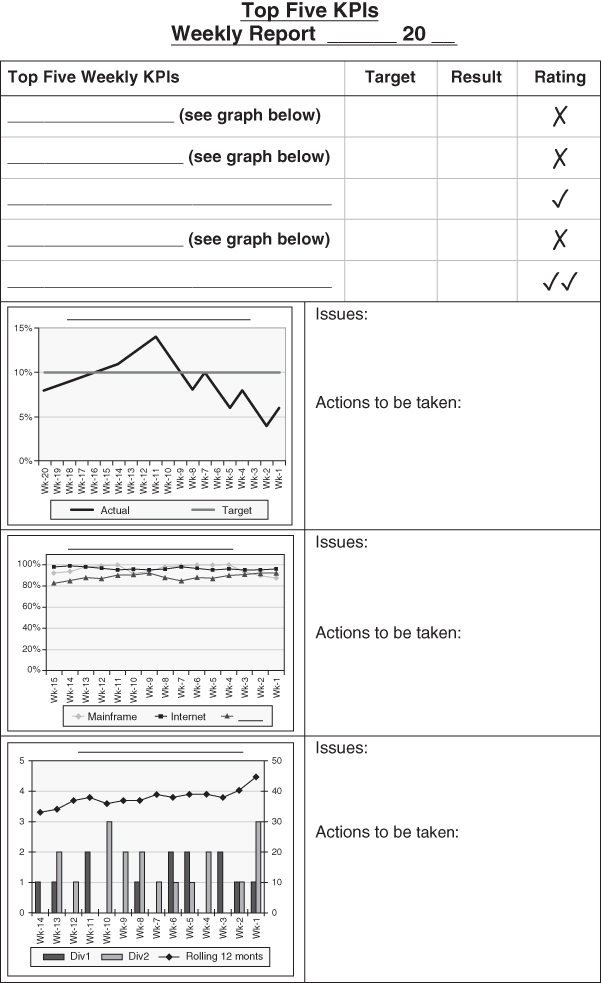 Top Five KPIs
Weekly Report ______ 20 __
Top Five Weekly KPIs Target Result Rating
________________ (see graph below) ✗
________________ (see graph below) ✗
________________ ✓
________________ (see graph below) ✗
________________ ✓✓
15%
10%
5%
0%
Wk-20 Wk-19 Wk-18 Wk-17 Wk-16 Wk-15 Wk-14 Wk-13 Wk-12 Wk-11 Wk-10 Wk-9 Wk-8 Wk-7 Wk-6 Wk-5 Wk-4 Wk-3 Wk-2 Wk-1
Actual Target
Issues:
Actions to be taken:
100%
80%
60%
40%
20%
0%
Wk-15 Wk-14 Wk-13 Wk-12 Wk-11 Wk-10 Wk-9 Wk-8 Wk-7 Wk-6 Wk-5 Wk-4 Wk-3 Wk-2 Wk-1
Mainframe Internet ____
Issues:
Actions to be taken:
5 50
4 40
3 30
2 20
1 10
0 0
Wk-14 Wk-13 Wk-12 Wk-11 Wk-10 Wk-9 Wk-8 Wk-7 Wk-6 Wk-5 Wk-4 Wk-3 Wk-2 Wk-1
Div1 Div2 Rolling 12 monts
Issues:
Actions to be taken: